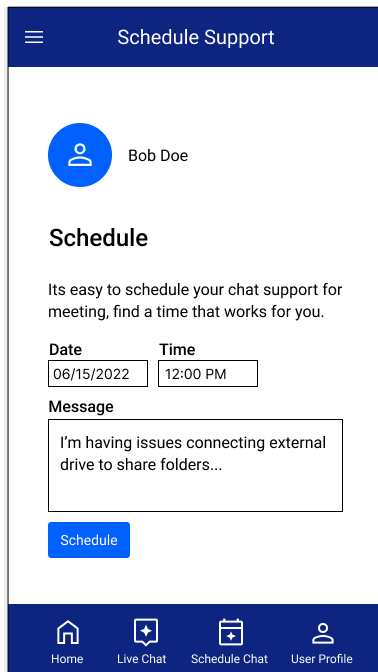 Schedule Support
Bob Doe
Schedule
Its easy to schedule your chat support for
meeting, find a time that works for you.
Date Time
06/15/2022 12:00 PM
Message
I’m having issues connecting external
drive to share folders...
Schedule
Home Live Chat Schedule Chat User Profile